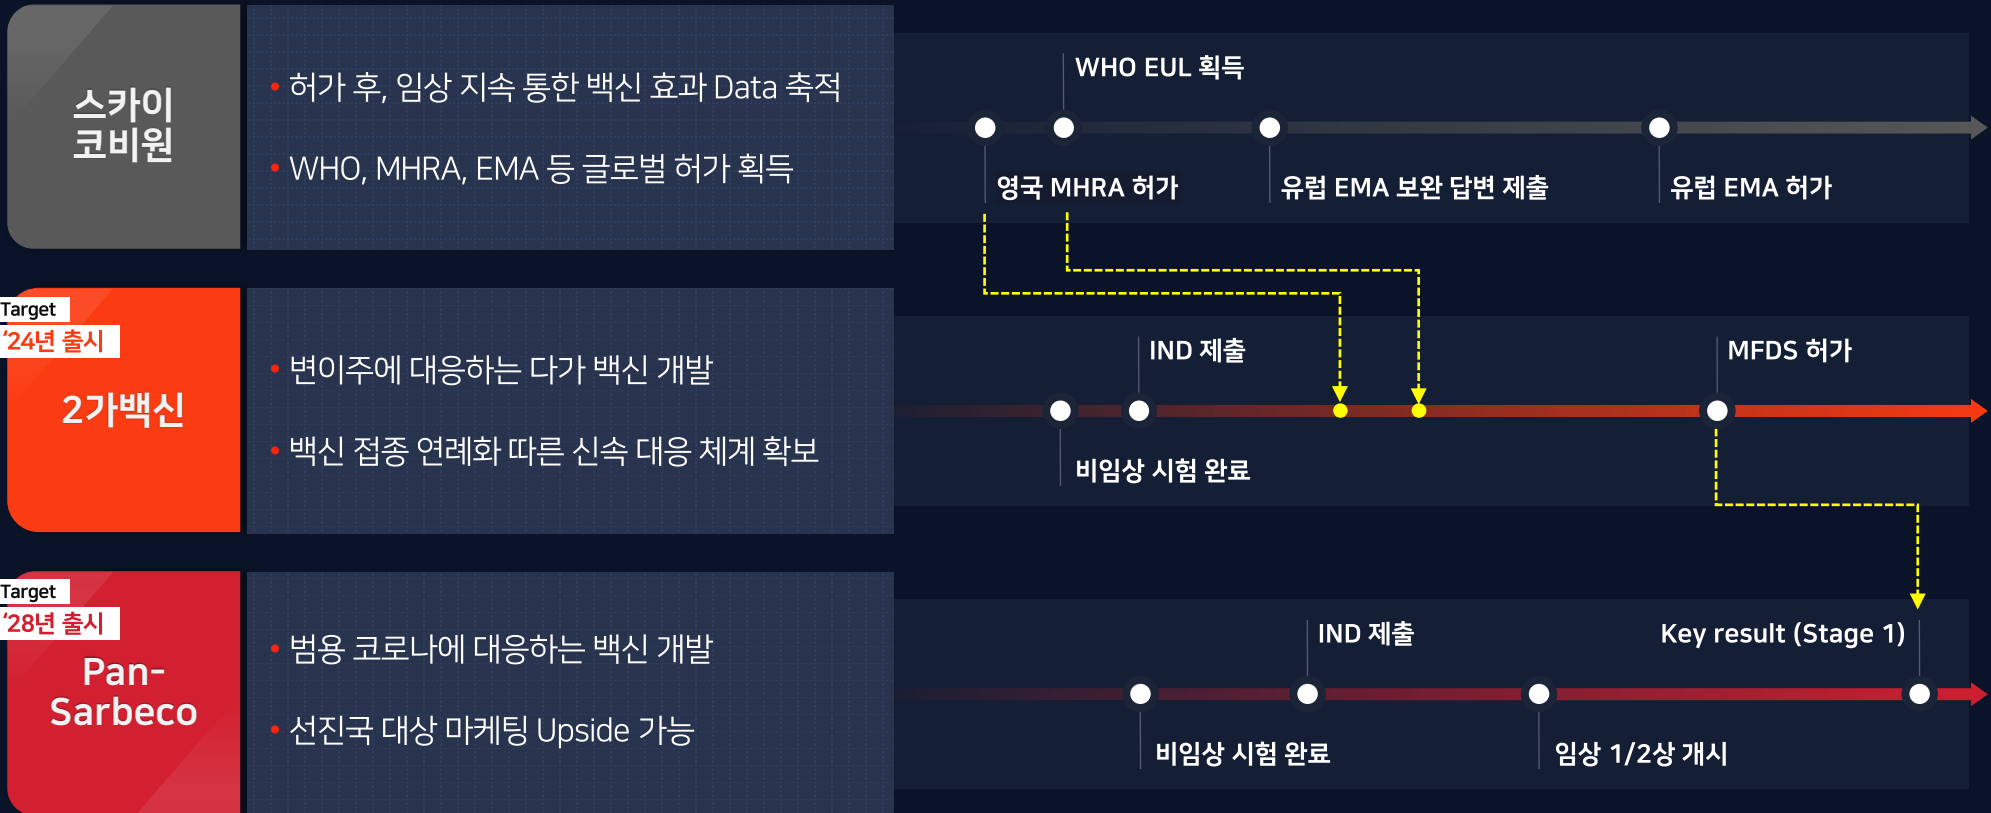 스카이
코비원
• 허가 후, 임상 지속 통한 백신 효과 Data 축적
• WHO, MHRA, EMA 등 글로벌 허가 획득
WHO EUL 획득
영국 MHRA 허가
유럽 EMA 보완 답변 제출
유럽 EMA 허가
Target
‘24년 출시
2가백신
• 변이주에 대응하는 다가 백신 개발
• 백신 접종 연례화 따른 신속 대응 체계 확보
IND 제출
MFDS 허가
비임상 시험 완료
Target
‘28년 출시
Pan-
Sarbeco
• 범용 코로나에 대응하는 백신 개발
• 선진국 대상 마케팅 Upside 가능
IND 제출
Key result (Stage 1)
비임상 시험 완료
임상 1/2상 개시